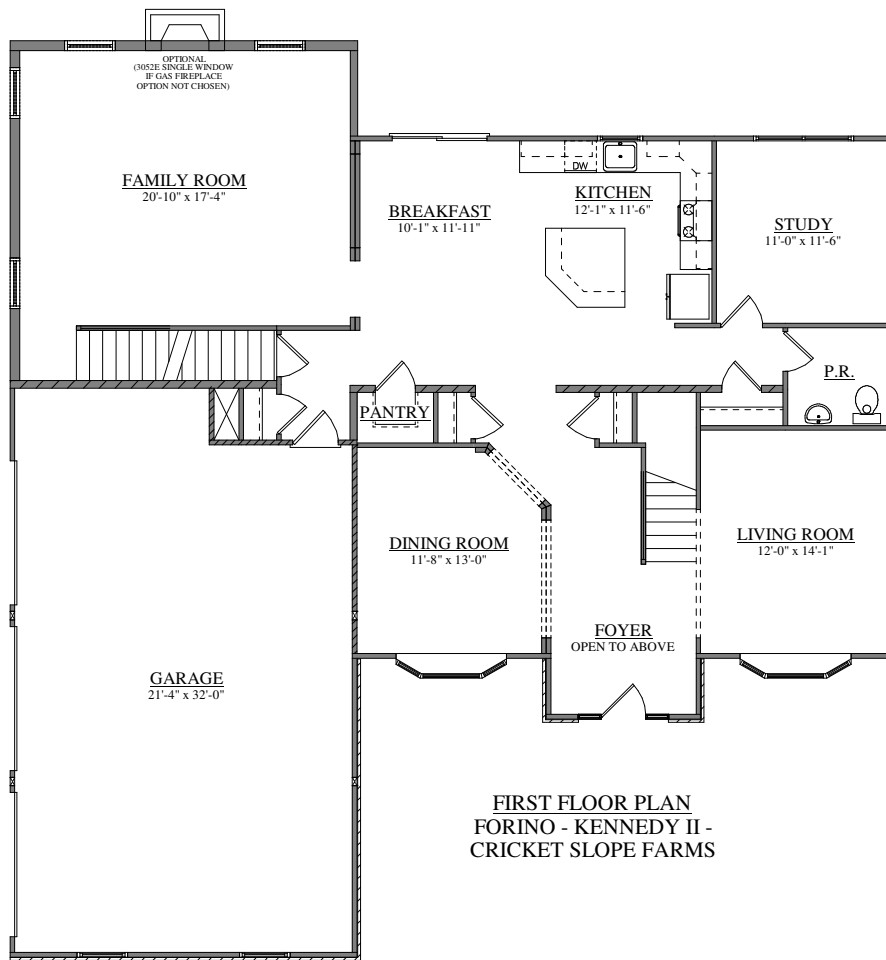 OPTIONAL
(3052E SINGLE WINDOW
IF GAS FIREPLACE
OPTION NOT CHOSEN)
FAMILY ROOM
20'-10" x 17'-4"
BREAKFAST
10'-1" x 11'-11"
DW
KITCHEN
12'-1" x 11'-6"
STUDY
11'-0" x 11'-6"
P.R.
PANTRY
DINING ROOM
11'-8" x 13'-0"
LIVING ROOM
12'-0" x 14'-1"
FOYER
OPEN TO ABOVE
GARAGE
21'-4" x 32'-0"
FIRST FLOOR PLAN
FORINO - KENNEDY II -
CRICKET SLOPE FARMS